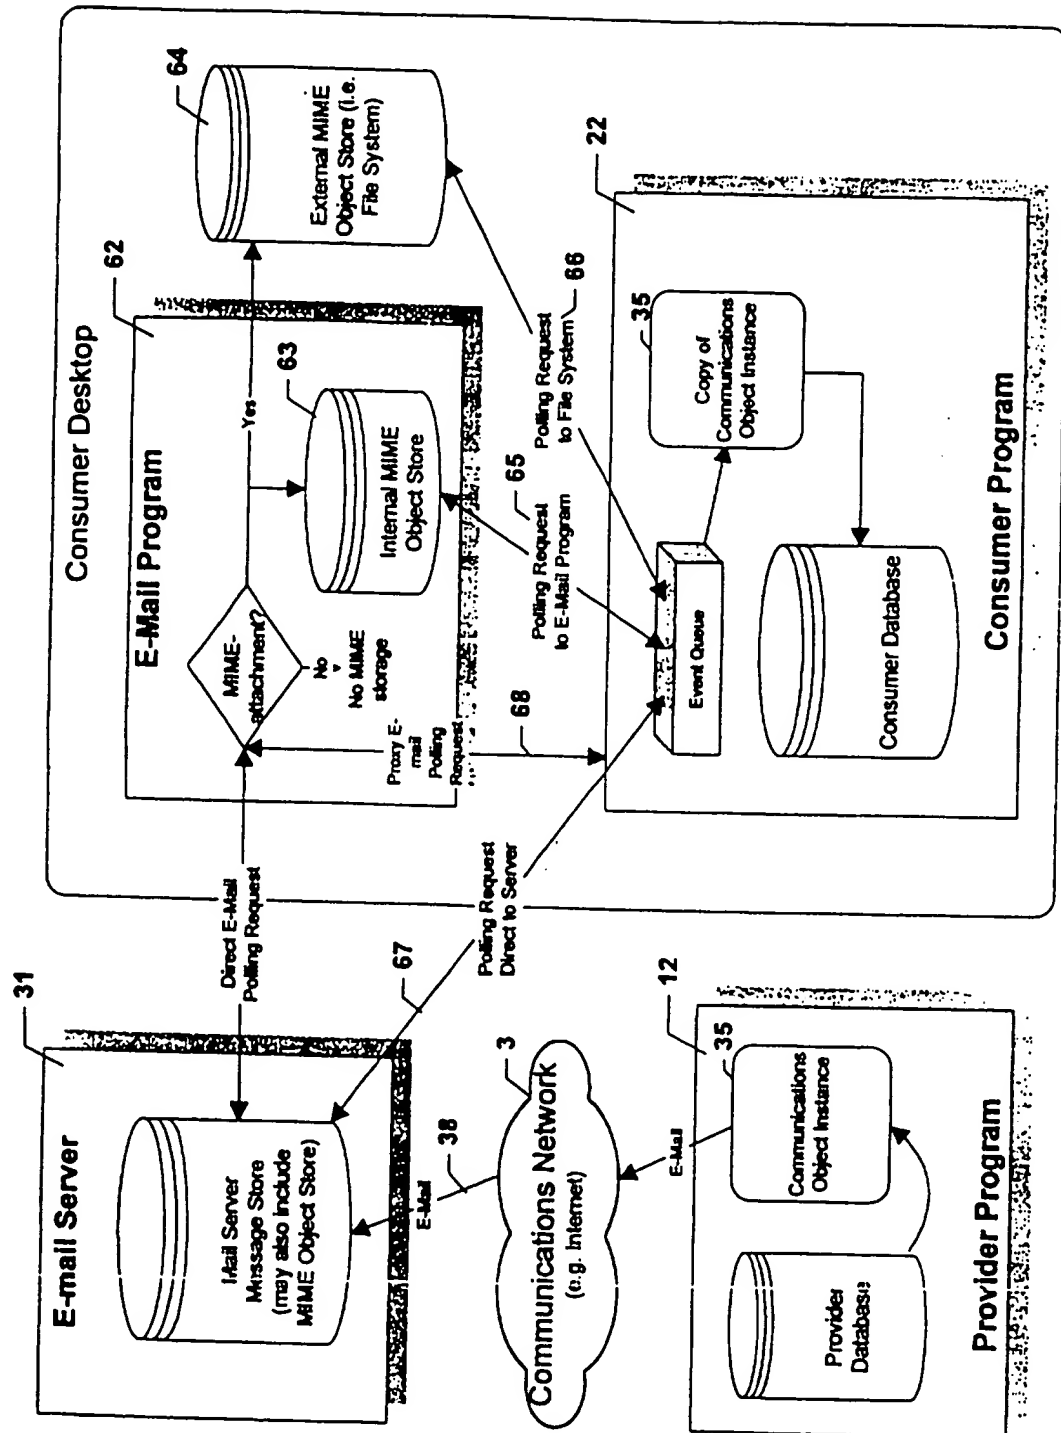 31
E-mail Server
Mail Server
Message Store
(may also include
MIME Object Store)
Direct E-Mail
Polling Request
67
Polling Request
Direct to Server
E-Mail
38
3
Communications Network
(e.g. Internet)
E-Mail
12
35
Communications
Object Instance
Provider
Database
Provider Program
Consumer Desktop
62
E-Mail Program
MIME-
attachment?
Yes
No
No MIME
storage
63
Internal MIME
Object Store
64
External MIME
Object Store (i.e.
File System)
Proxy E-
mail
Polling
Request
68
65
Polling Request
to E-Mail Program
66
Polling Request
to File System
22
Event Queue
35
Copy of
Communications
Object Instance
Consumer Database
Consumer Program